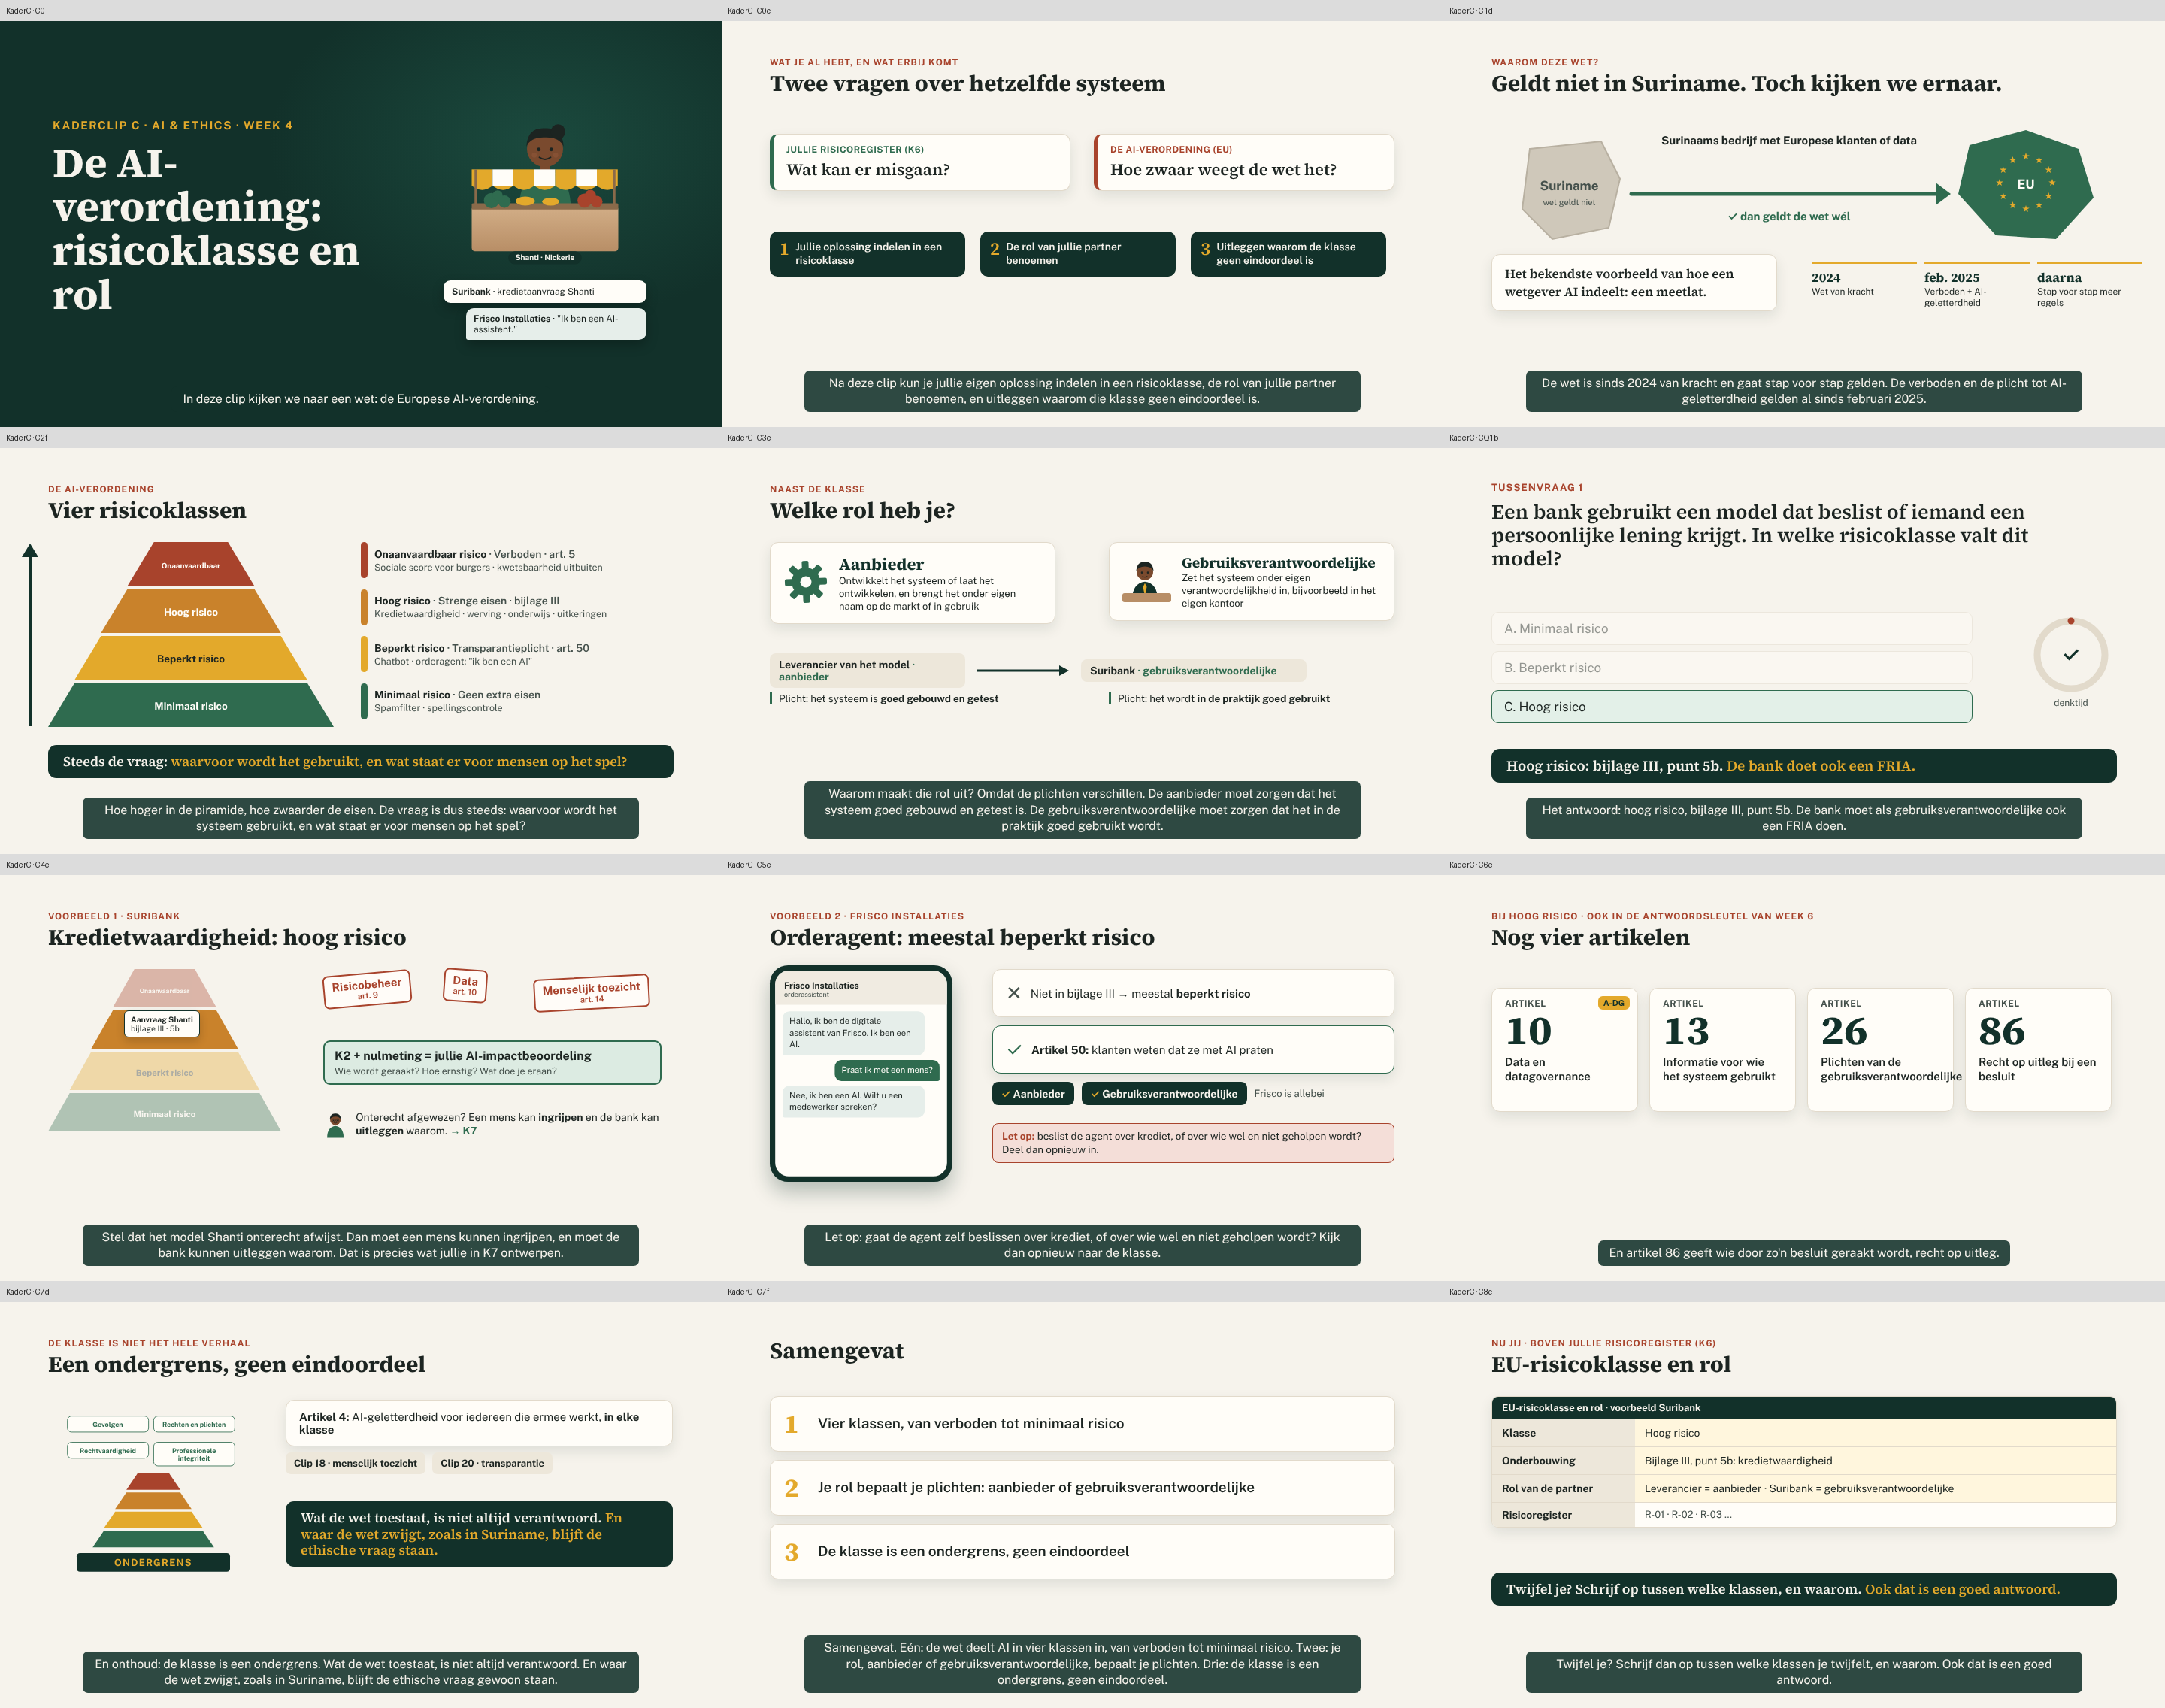 KaderC·C0
KADERCLIP C · AI & ETHICS · WEEK 4
De AI-
verordening:
risicoklasse en
rol
Shanti · Nickerie
Suribank · kredietaanvraag Shanti
Frisco Installaties · "Ik ben een AI-
assistent."
In deze clip kijken we naar een wet: de Europese AI-verordening.
KaderC·C0c
WAT JE AL HEBT, EN WAT ERBIJ KOMT
Twee vragen over hetzelfde systeem
JULLIE RISICOREGISTER (K6)
Wat kan er misgaan?
DE AI-VERORDENING (EU)
Hoe zwaar weegt de wet het?
1 Jullie oplossing indelen in een
risicoklasse
2 De rol van jullie partner
benoemen
3 Uitleggen waarom de klasse
geen eindoordeel is
Na deze clip kun je jullie eigen oplossing indelen in een risicoklasse, de rol van jullie partner
benoemen, en uitleggen waarom die klasse geen eindoordeel is.
KaderC·C1d
WAAROM DEZE WET?
Geldt niet in Suriname. Toch kijken we ernaar.
Suriname
wet geldt niet
Surinaams bedrijf met Europese klanten of data
✓ dan geldt de wet wél
EU
Het bekendste voorbeeld van hoe een
wetgever AI indeelt: een meetlat.
2024
Wet van kracht
feb. 2025
Verboden + AI-
geletterdheid
daarna
Stap voor stap meer
regels
De wet is sinds 2024 van kracht en gaat stap voor stap gelden. De verboden en de plicht tot AI-
geletterdheid gelden al sinds februari 2025.
KaderC·C2f
DE AI-VERORDENING
Vier risicoklassen
Onaanvaardbaar
Hoog risico
Beperkt risico
Minimaal risico
Onaanvaardbaar risico · Verboden · art. 5
Sociale score voor burgers · kwetsbaarheid uitbuiten
Hoog risico · Strenge eisen · bijlage III
Kredietwaardigheid · werving · onderwijs · uitkeringen
Beperkt risico · Transparantieplicht · art. 50
Chatbot · orderagent: "ik ben een AI"
Minimaal risico · Geen extra eisen
Spamfilter · spellingscontrole
Steeds de vraag: waarvoor wordt het gebruikt, en wat staat er voor mensen op het spel?
Hoe hoger in de piramide, hoe zwaarder de eisen. De vraag is dus steeds: waarvoor wordt het
systeem gebruikt, en wat staat er voor mensen op het spel?
KaderC·C3e
NAAST DE KLASSE
Welke rol heb je?
Aanbieder
Ontwikkelt het systeem of laat het
ontwikkelen, en brengt het onder eigen
naam op de markt of in gebruik
Gebruiksverantwoordelijke
Zet het systeem onder eigen
verantwoordelijkheid in, bijvoorbeeld in het
eigen kantoor
Leverancier van het model ·
aanbieder
Suribank · gebruiksverantwoordelijke
Plicht: het systeem is goed gebouwd en getest
Plicht: het wordt in de praktijk goed gebruikt
Waarom maakt die rol uit? Omdat de plichten verschillen. De aanbieder moet zorgen dat het
systeem goed gebouwd en getest is. De gebruiksverantwoordelijke moet zorgen dat het in de
praktijk goed gebruikt wordt.
KaderC·CQ1b
TUSSENVRAAG 1
Een bank gebruikt een model dat beslist of iemand een
persoonlijke lening krijgt. In welke risicoklasse valt dit
model?
A. Minimaal risico
B. Beperkt risico
C. Hoog risico
✓
denktijd
Hoog risico: bijlage III, punt 5b. De bank doet ook een FRIA.
Het antwoord: hoog risico, bijlage III, punt 5b. De bank moet als gebruiksverantwoordelijke ook
een FRIA doen.
KaderC·C4e
VOORBEELD 1 · SURIBANK
Kredietwaardigheid: hoog risico
Onaanvaardbaar
Aanvraag Shanti
bijlage III · 5b
Beperkt risico
Minimaal risico
Risicobeheer
art. 9
Data
art. 10
Menselijk toezicht
art. 14
K2 + nulmeting = jullie AI-impactbeoordeling
Wie wordt geraakt? Hoe ernstig? Wat doe je eraan?
Onterecht afgewezen? Een mens kan ingrijpen en de bank kan
uitleggen waarom. → K7
Stel dat het model Shanti onterecht afwijst. Dan moet een mens kunnen ingrijpen, en moet de
bank kunnen uitleggen waarom. Dat is precies wat jullie in K7 ontwerpen.
KaderC·C5e
VOORBEELD 2 · FRISCO INSTALLATIES
Orderagent: meestal beperkt risico
Frisco Installaties
orderassistent
Hallo, ik ben de digitale
assistent van Frisco. Ik ben een
AI.
Praat ik met een mens?
Nee, ik ben een AI. Wilt u een
medewerker spreken?
✕ Niet in bijlage III → meestal beperkt risico
✓ Artikel 50: klanten weten dat ze met AI praten
✓ Aanbieder ✓ Gebruiksverantwoordelijke Frisco is allebei
Let op: beslist de agent over krediet, of over wie wel en niet geholpen wordt?
Deel dan opnieuw in.
Let op: gaat de agent zelf beslissen over krediet, of over wie wel en niet geholpen wordt? Kijk
dan opnieuw naar de klasse.
KaderC·C6e
BIJ HOOG RISICO · OOK IN DE ANTWOORDSLEUTEL VAN WEEK 6
Nog vier artikelen
ARTIKEL
A-DG
10
Data en
datagovernance
ARTIKEL
13
Informatie voor wie
het systeem gebruikt
ARTIKEL
26
Plichten van de
gebruiksverantwoordelijke
ARTIKEL
86
Recht op uitleg bij een
besluit
En artikel 86 geeft wie door zo'n besluit geraakt wordt, recht op uitleg.
KaderC·C7d
DE KLASSE IS NIET HET HELE VERHAAL
Een ondergrens, geen eindoordeel
Gevolgen
Rechten en plichten
Rechtvaardigheid
Professionele
integriteit
ONDERGRENS
Artikel 4: AI-geletterdheid voor iedereen die ermee werkt, in elke
klasse
Clip 18 · menselijk toezicht
Clip 20 · transparantie
Wat de wet toestaat, is niet altijd verantwoord. En
waar de wet zwijgt, zoals in Suriname, blijft de
ethische vraag staan.
En onthoud: de klasse is een ondergrens. Wat de wet toestaat, is niet altijd verantwoord. En waar
de wet zwijgt, zoals in Suriname, blijft de ethische vraag gewoon staan.
KaderC·C7f
Samengevat
1 Vier klassen, van verboden tot minimaal risico
2 Je rol bepaalt je plichten: aanbieder of gebruiksverantwoordelijke
3 De klasse is een ondergrens, geen eindoordeel
Samengevat. Eén: de wet deelt AI in vier klassen in, van verboden tot minimaal risico. Twee: je
rol, aanbieder of gebruiksverantwoordelijke, bepaalt je plichten. Drie: de klasse is een
ondergrens, geen eindoordeel.
KaderC·C8c
NU JIJ · BOVEN JULLIE RISICOREGISTER (K6)
EU-risicoklasse en rol
EU-risicoklasse en rol · voorbeeld Suribank
Klasse Hoog risico
Onderbouwing Bijlage III, punt 5b: kredietwaardigheid
Rol van de partner Leverancier = aanbieder · Suribank = gebruiksverantwoordelijke
Risicoregister R-01 · R-02 · R-03 ...
Twijfel je? Schrijf op tussen welke klassen, en waarom. Ook dat is een goed antwoord.
Twijfel je? Schrijf dan op tussen welke klassen je twijfelt, en waarom. Ook dat is een goed
antwoord.